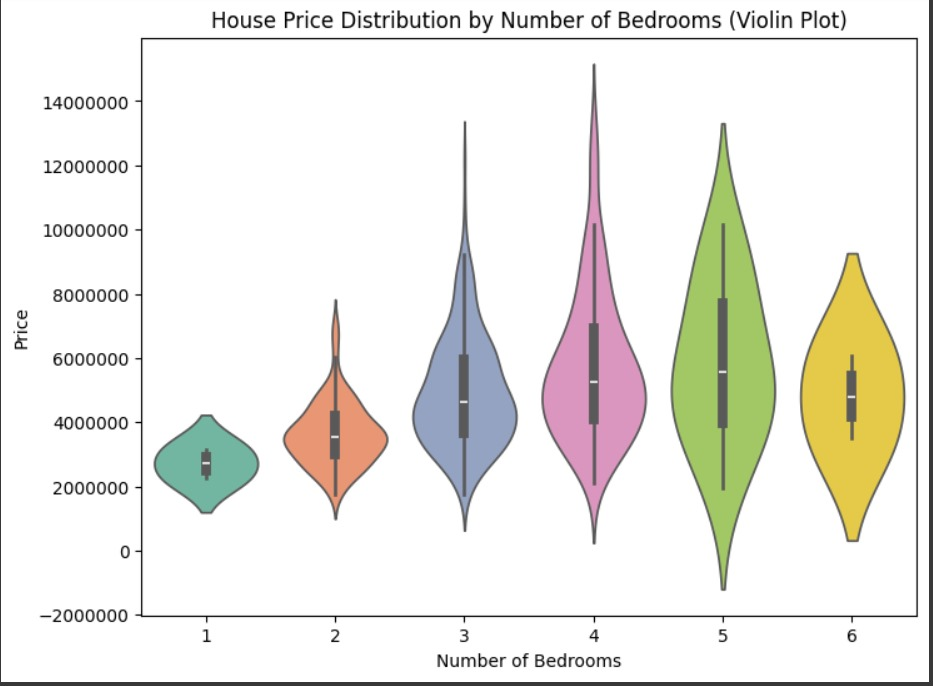 House Price Distribution by Number of Bedrooms (Violin Plot)
14000000
12000000
10000000
8000000
6000000
4000000
2000000
0
−2000000
Price
1 2 3 4 5 6
Number of Bedrooms